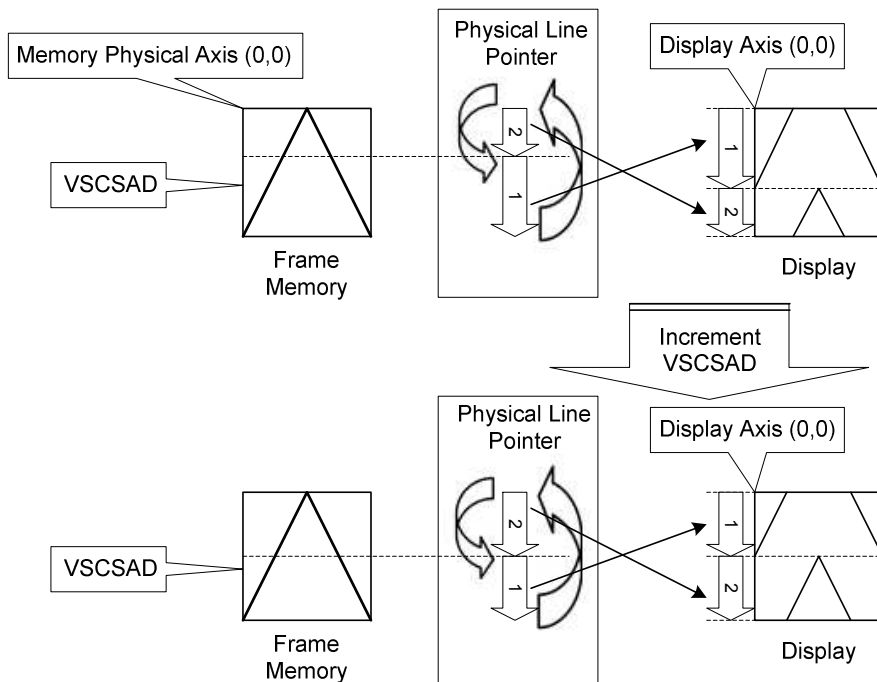 Memory Physical Axis (0,0)
Physical Line
Pointer
Display Axis (0,0)
VSCSAD
2
1
1
2
Frame
Memory
Display
Increment
VSCSAD
Physical Line
Pointer
Display Axis (0,0)
VSCSAD
2
1
1
2
Frame
Memory
Display